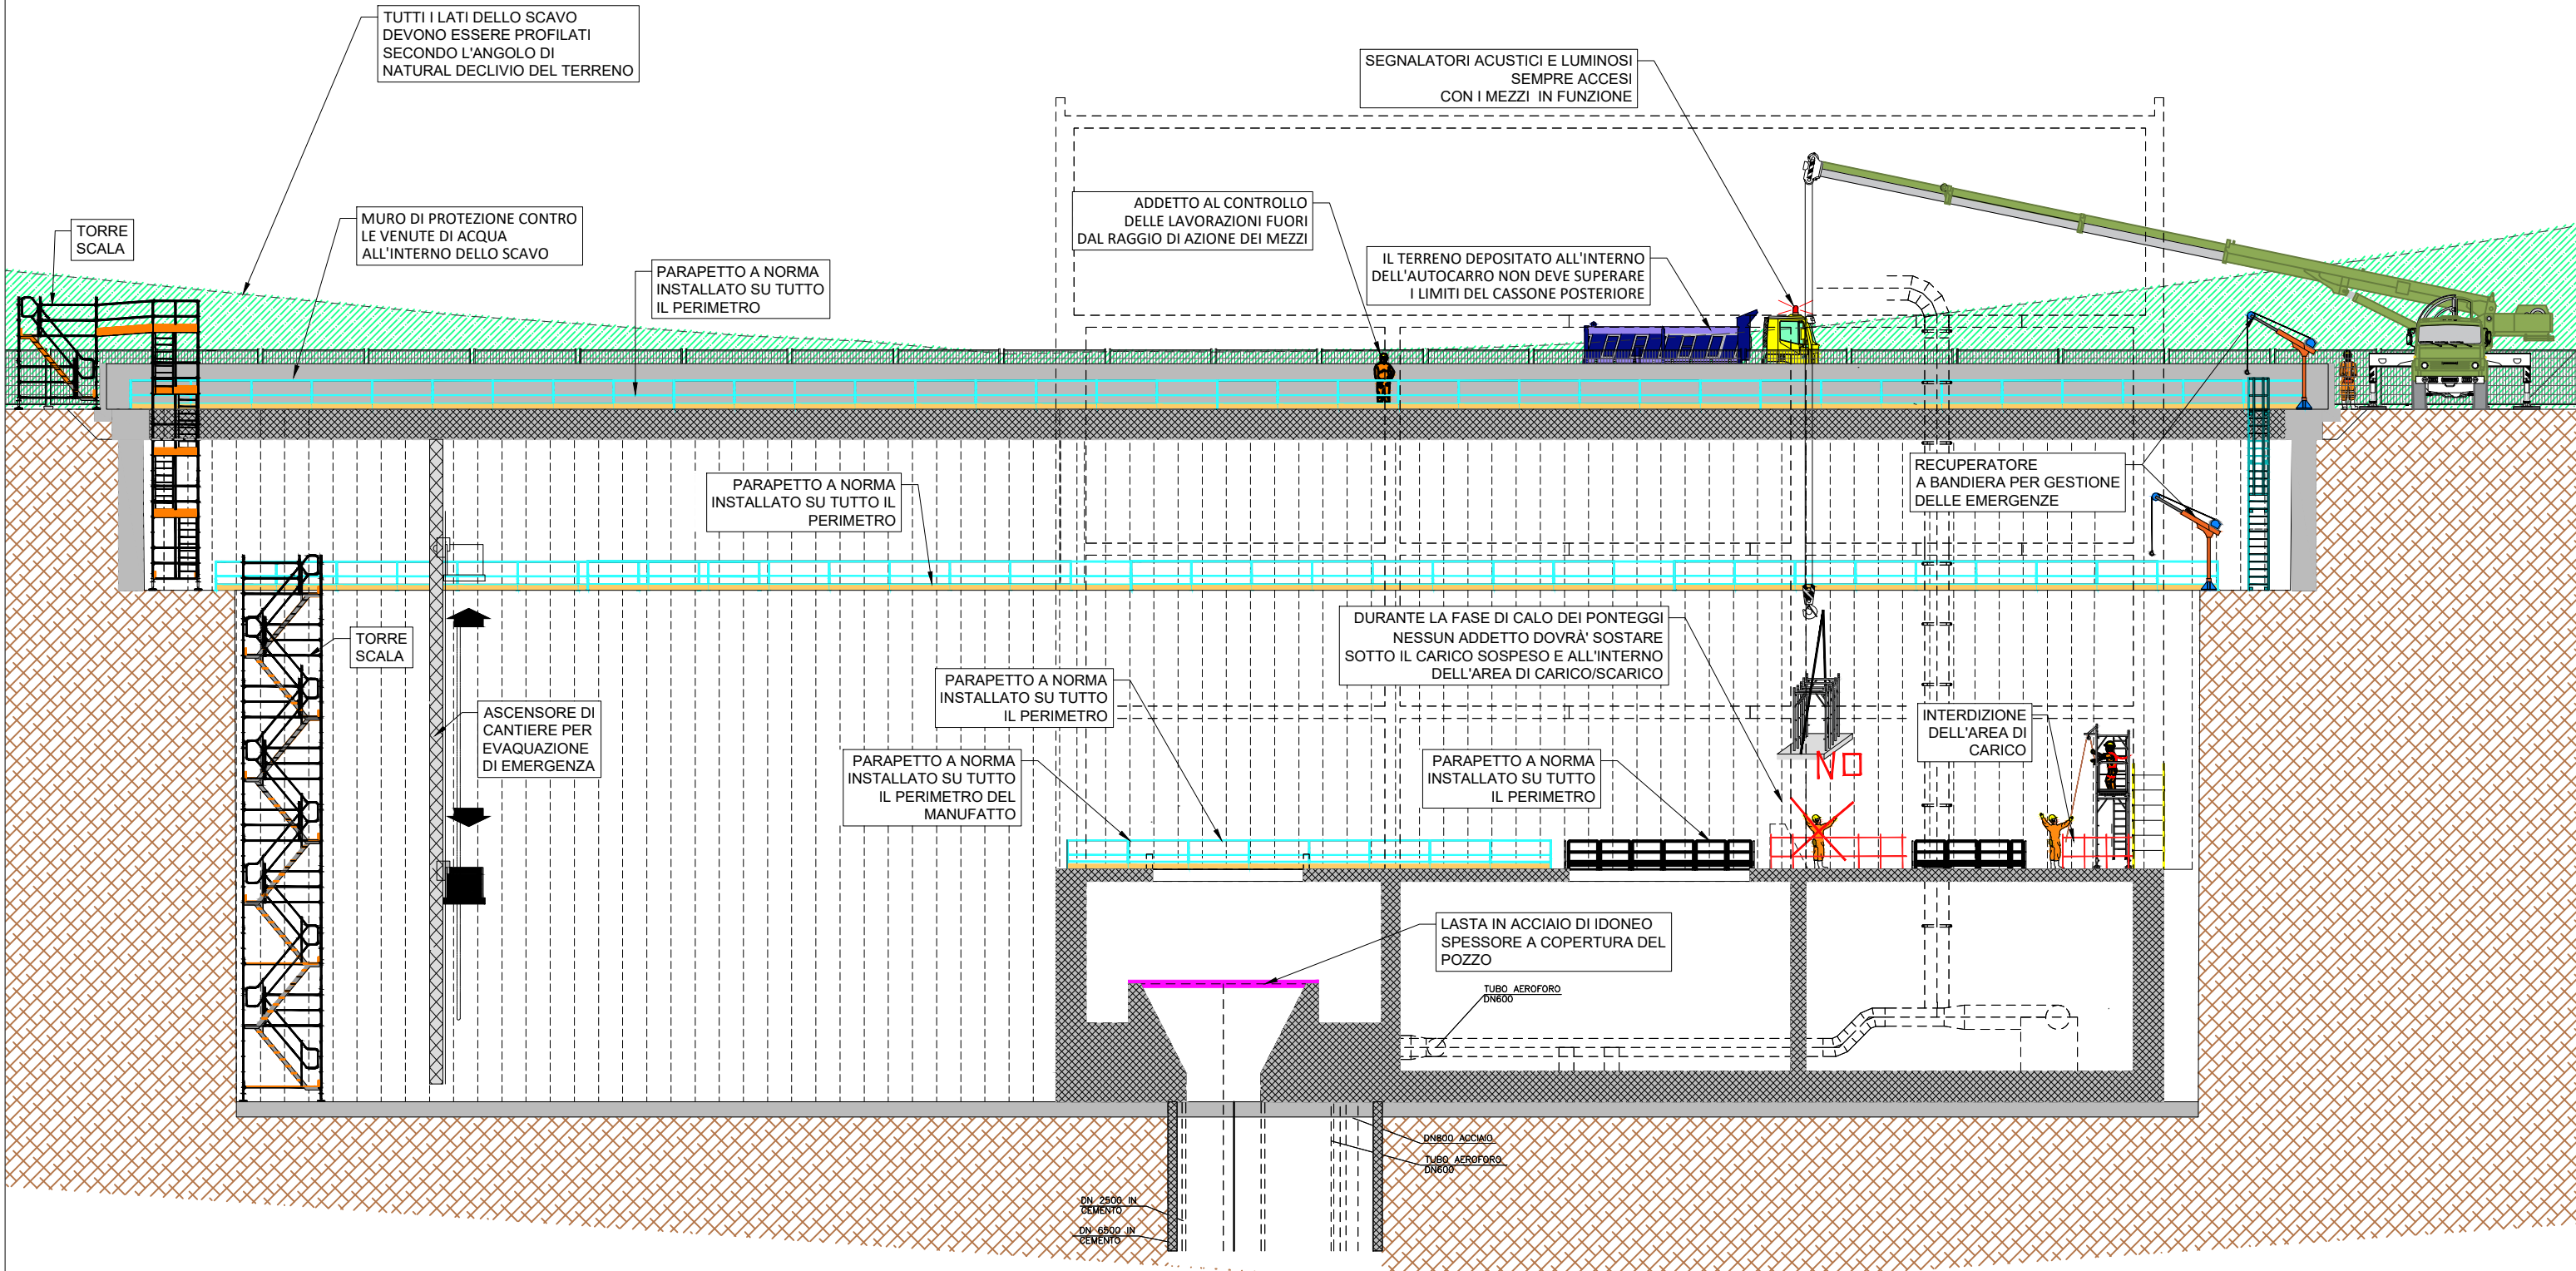 TUTTI I LATI DELLO SCAVO
DEVONO ESSERE PROFILATI
SECONDO L'ANGOLO DI
NATURAL DECLIVIO DEL TERRENO
SEGNALATORI ACUSTICI E LUMINOSI
SEMPRE ACCESI
CON I MEZZI IN FUNZIONE
TORRE
SCALA
MURO DI PROTEZIONE CONTRO
LE VENUTE DI ACQUA
ALL'INTERNO DELLO SCAVO
ADDETTO AL CONTROLLO
DELLE LAVORAZIONI FUORI
DAL RAGGIO DI AZIONE DEI MEZZI
PARAPETTO A NORMA
INSTALLATO SU TUTTO
IL PERIMETRO
IL TERRENO DEPOSITATO ALL'INTERNO
DELL'AUTOCARRO NON DEVE SUPERARE
I LIMITI DEL CASSONE POSTERIORE
PARAPETTO A NORMA
INSTALLATO SU TUTTO IL
PERIMETRO
RECUPERATORE
A BANDIERA PER GESTIONE
DELLE EMERGENZE
TORRE
SCALA
DURANTE LA FASE DI CALO DEI PONTEGGI
NESSUN ADDETTO DOVRÀ' SOSTARE
SOTTO IL CARICO SOSPESO E ALL'INTERNO
DELL'AREA DI CARICO/SCARICO
PARAPETTO A NORMA
INSTALLATO SU TUTTO
IL PERIMETRO
ASCENSORE DI
CANTIERE PER
EVAQUAZIONE
DI EMERGENZA
INTERDIZIONE
DELL'AREA DI
CARICO
PARAPETTO A NORMA
INSTALLATO SU TUTTO
IL PERIMETRO DEL
MANUFATTO
PARAPETTO A NORMA
INSTALLATO SU TUTTO
IL PERIMETRO
NO
LASTA IN ACCIAIO DI IDONEO
SPESSORE A COPERTURA DEL
POZZO
TUBO AEROFORO
DN600
DN800 ACCIAIO
TUBO AEROFORO
DN600
DN 2500 IN
CEMENTO
DN 6500 IN
CEMENTO